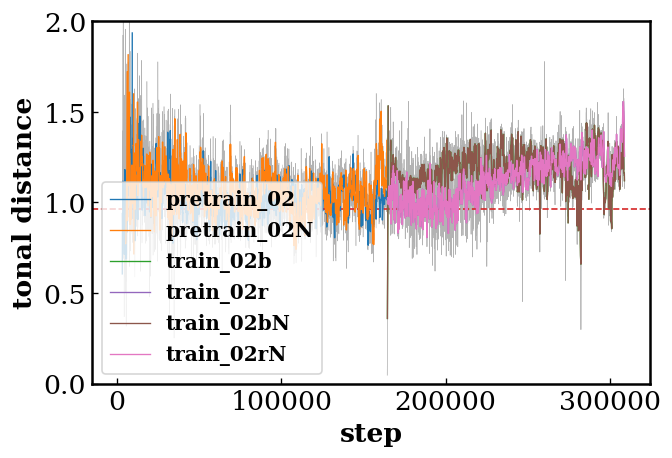 2.0
1.5
1.0
0.5
0.0
tonal distance
pretrain_02
pretrain_02N
train_02b
train_02r
train_02bN
train_02rN
0 100000 200000 300000
step